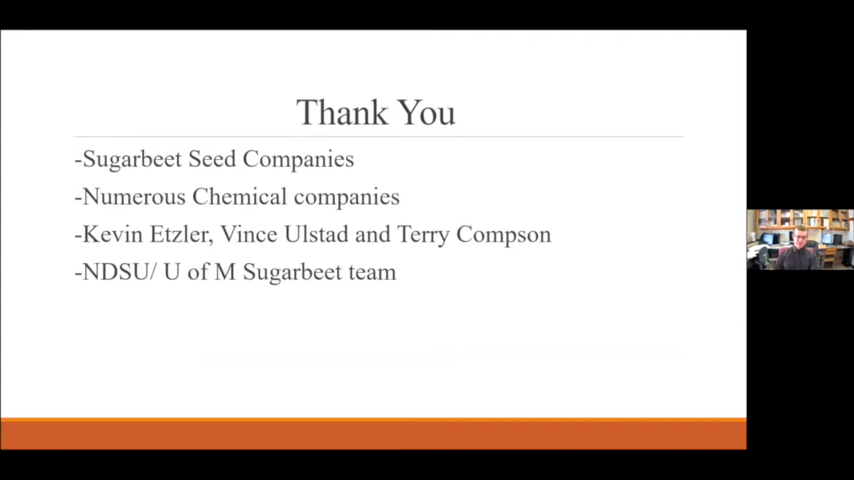 Thank You
-Sugarbeet Seed Companies
-Numerous Chemical companies
-Kevin Etzler, Vince Ulstad and Terry Compson
-NDSU/ U of M Sugarbeet team